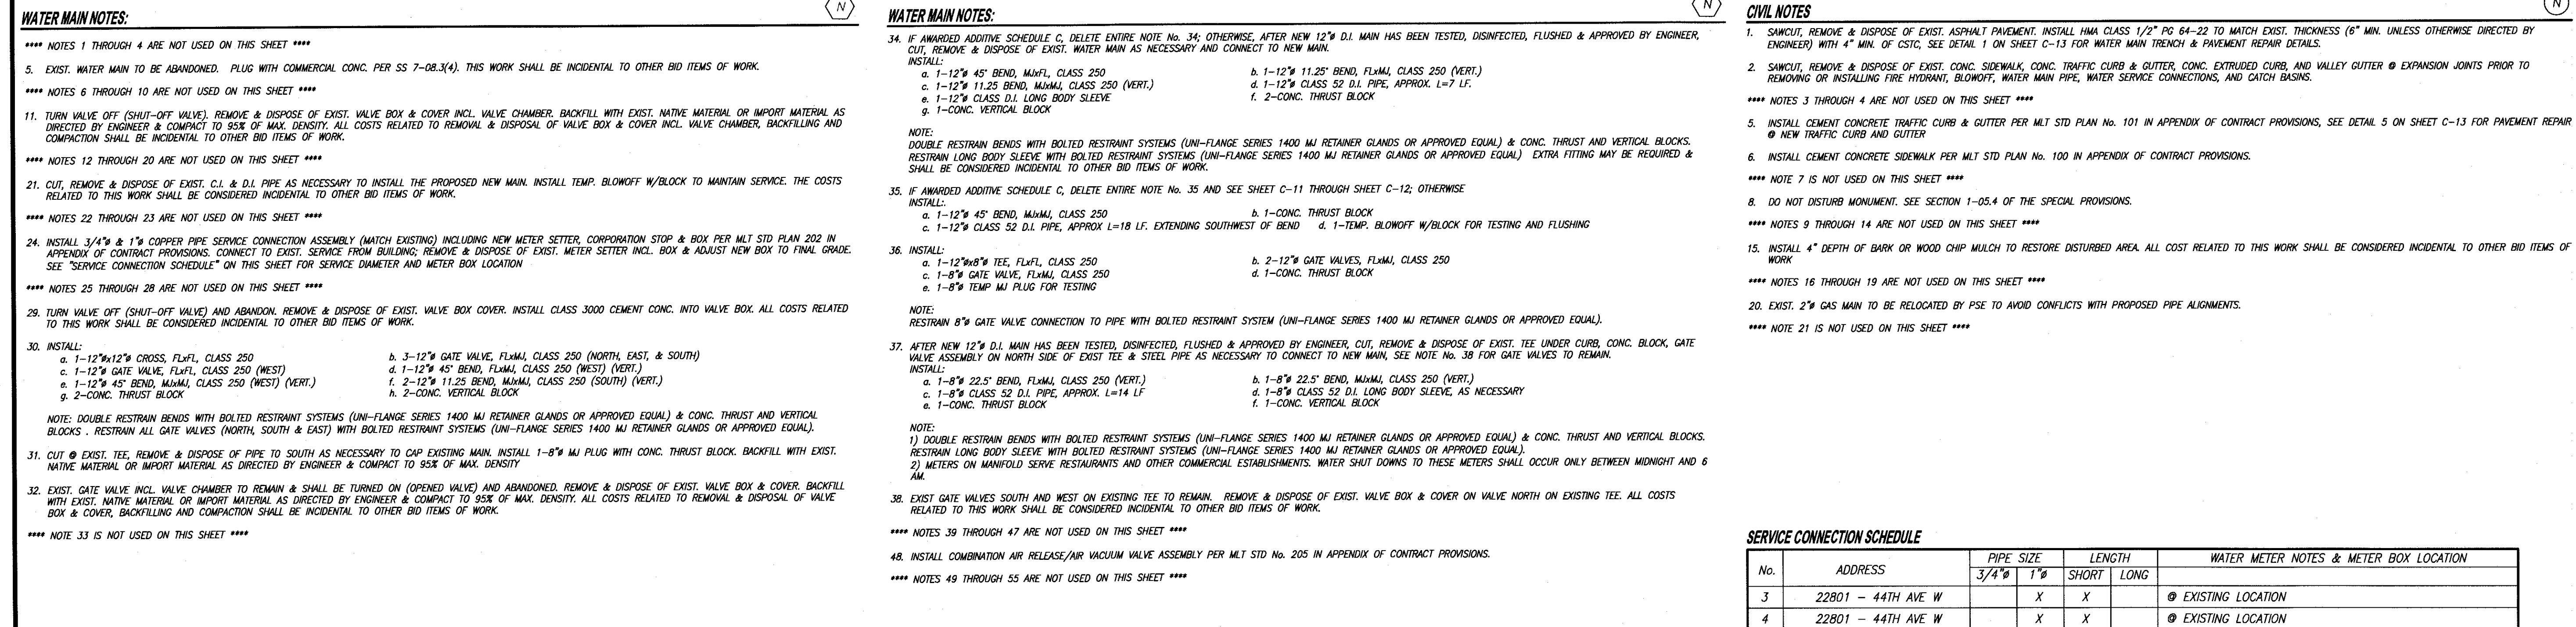 WATER MAIN NOTES:
N
**** NOTES 1 THROUGH 4 ARE NOT USED ON THIS SHEET ****
5. EXIST. WATER MAIN TO BE ABANDONED. PLUG WITH COMMERCIAL CONC. PER SS 7-08.3(4). THIS WORK SHALL BE INCIDENTAL TO OTHER BID ITEMS OF WORK.
**** NOTES 6 THROUGH 10 ARE NOT USED ON THIS SHEET ****
11. TURN VALVE OFF (SHUT-OFF VALVE). REMOVE & DISPOSE OF EXIST. VALVE BOX & COVER INCL. VALVE CHAMBER. BACKFILL WITH EXIST. NATIVE MATERIAL OR IMPORT MATERIAL AS
DIRECTED BY ENGINEER & COMPACT TO 95% OF MAX. DENSITY. ALL COSTS RELATED TO REMOVAL & DISPOSAL OF VALVE BOX & COVER INCL. VALVE CHAMBER, BACKFILLING AND
COMPACTION SHALL BE INCIDENTAL TO OTHER BID ITEMS OF WORK.
**** NOTES 12 THROUGH 20 ARE NOT USED ON THIS SHEET ****
21. CUT, REMOVE & DISPOSE OF EXIST. C.I. & D.I. PIPE AS NECESSARY TO INSTALL THE PROPOSED NEW MAIN. INSTALL TEMP. BLOWOFF W/BLOCK TO MAINTAIN SERVICE. THE COSTS
RELATED TO THIS WORK SHALL BE CONSIDERED INCIDENTAL TO OTHER BID ITEMS OF WORK.
**** NOTES 22 THROUGH 23 ARE NOT USED ON THIS SHEET ****
24. INSTALL 3/4"ø & 1"ø COPPER PIPE SERVICE CONNECTION ASSEMBLY (MATCH EXISTING) INCLUDING NEW METER SETTER, CORPORATION STOP & BOX PER MLT STD PLAN 202 IN
APPENDIX OF CONTRACT PROVISIONS. CONNECT TO EXIST. SERVICE FROM BUILDING; REMOVE & DISPOSE OF EXIST. METER SETTER INCL. BOX & ADJUST NEW BOX TO FINAL GRADE.
SEE "SERVICE CONNECTION SCHEDULE" ON THIS SHEET FOR SERVICE DIAMETER AND METER BOX LOCATION
**** NOTES 25 THROUGH 28 ARE NOT USED ON THIS SHEET ****
29. TURN VALVE OFF (SHUT-OFF VALVE) AND ABANDON. REMOVE & DISPOSE OF EXIST. VALVE BOX COVER. INSTALL CLASS 3000 CEMENT CONC. INTO VALVE BOX. ALL COSTS RELATED
TO THIS WORK SHALL BE CONSIDERED INCIDENTAL TO OTHER BID ITEMS OF WORK.
30. INSTALL:
a. 1-12"øx12"ø CROSS, FLxFL, CLASS 250 b. 3-12"ø GATE VALVE, FLxMJ, CLASS 250 (NORTH, EAST, & SOUTH)
c. 1-12"ø GATE VALVE, FLxFL, CLASS 250 (WEST) d. 1-12"ø 45° BEND, FLxMJ, CLASS 250 (WEST) (VERT.)
e. 1-12"ø 45° BEND, MJxMJ, CLASS 250 (WEST) (VERT.) f. 2-12"ø 11.25 BEND, MJxMJ, CLASS 250 (SOUTH) (VERT.)
g. 2-CONC. THRUST BLOCK h. 2-CONC. VERTICAL BLOCK
NOTE: DOUBLE RESTRAIN BENDS WITH BOLTED RESTRAINT SYSTEMS (UNI-FLANGE SERIES 1400 MJ RETAINER GLANDS OR APPROVED EQUAL) & CONC. THRUST AND VERTICAL
BLOCKS . RESTRAIN ALL GATE VALVES (NORTH, SOUTH & EAST) WITH BOLTED RESTRAINT SYSTEMS (UNI-FLANGE SERIES 1400 MJ RETAINER GLANDS OR APPROVED EQUAL).
31. CUT @ EXIST. TEE, REMOVE & DISPOSE OF PIPE TO SOUTH AS NECESSARY TO CAP EXISTING MAIN. INSTALL 1-8"ø MJ PLUG WITH CONC. THRUST BLOCK. BACKFILL WITH EXIST.
NATIVE MATERIAL OR IMPORT MATERIAL AS DIRECTED BY ENGINEER & COMPACT TO 95% OF MAX. DENSITY
32. EXIST. GATE VALVE INCL. VALVE CHAMBER TO REMAIN & SHALL BE TURNED ON (OPENED VALVE) AND ABANDONED. REMOVE & DISPOSE OF EXIST. VALVE BOX & COVER. BACKFILL
WITH EXIST. NATIVE MATERIAL OR IMPORT MATERIAL AS DIRECTED BY ENGINEER & COMPACT TO 95% OF MAX. DENSITY. ALL COSTS RELATED TO REMOVAL & DISPOSAL OF VALVE
BOX & COVER, BACKFILLING AND COMPACTION SHALL BE INCIDENTAL TO OTHER BID ITEMS OF WORK.
**** NOTE 33 IS NOT USED ON THIS SHEET ****
WATER MAIN NOTES:
N
34. IF AWARDED ADDITIVE SCHEDULE C, DELETE ENTIRE NOTE No. 34; OTHERWISE, AFTER NEW 12"ø D.I. MAIN HAS BEEN TESTED, DISINFECTED, FLUSHED & APPROVED BY ENGINEER,
CUT, REMOVE & DISPOSE OF EXIST. WATER MAIN AS NECESSARY AND CONNECT TO NEW MAIN.
INSTALL:
a. 1-12"ø 45° BEND, MJxFL, CLASS 250 b. 1-12"ø 11.25° BEND, FLxMJ, CLASS 250 (VERT.)
c. 1-12"ø 11.25 BEND, MJxMJ, CLASS 250 (VERT.) d. 1-12"ø CLASS 52 D.I. PIPE, APPROX. L=7 LF.
e. 1-12"ø CLASS D.I. LONG BODY SLEEVE f. 2-CONC. THRUST BLOCK
g. 1-CONC. VERTICAL BLOCK
NOTE:
DOUBLE RESTRAIN BENDS WITH BOLTED RESTRAINT SYSTEMS (UNI-FLANGE SERIES 1400 MJ RETAINER GLANDS OR APPROVED EQUAL) & CONC. THRUST AND VERTICAL BLOCKS.
RESTRAIN LONG BODY SLEEVE WITH BOLTED RESTRAINT SYSTEMS (UNI-FLANGE SERIES 1400 MJ RETAINER GLANDS OR APPROVED EQUAL) EXTRA FITTING MAY BE REQUIRED &
SHALL BE CONSIDERED INCIDENTAL TO OTHER BID ITEMS OF WORK.
35. IF AWARDED ADDITIVE SCHEDULE C, DELETE ENTIRE NOTE No. 35 AND SEE SHEET C-11 THROUGH SHEET C-12; OTHERWISE
INSTALL:.
a. 1-12"ø 45° BEND, MJxMJ, CLASS 250 b. 1-CONC. THRUST BLOCK
c. 1-12"ø CLASS 52 D.I. PIPE, APPROX L=18 LF. EXTENDING SOUTHWEST OF BEND d. 1-TEMP. BLOWOFF W/BLOCK FOR TESTING AND FLUSHING
36. INSTALL:
a. 1-12"øx8"ø TEE, FLxFL, CLASS 250 b. 2-12"ø GATE VALVES, FLxMJ, CLASS 250
c. 1-8"ø GATE VALVE, FLxMJ, CLASS 250 d. 1-CONC. THRUST BLOCK
e. 1-8"ø TEMP MJ PLUG FOR TESTING
NOTE:
RESTRAIN 8"ø GATE VALVE CONNECTION TO PIPE WITH BOLTED RESTRAINT SYSTEM (UNI-FLANGE SERIES 1400 MJ RETAINER GLANDS OR APPROVED EQUAL).
37. AFTER NEW 12"ø D.I. MAIN HAS BEEN TESTED, DISINFECTED, FLUSHED & APPROVED BY ENGINEER, CUT, REMOVE & DISPOSE OF EXIST. TEE UNDER CURB, CONC. BLOCK, GATE
VALVE ASSEMBLY ON NORTH SIDE OF EXIST TEE & STEEL PIPE AS NECESSARY TO CONNECT TO NEW MAIN, SEE NOTE No. 38 FOR GATE VALVES TO REMAIN.
INSTALL:
a. 1-8"ø 22.5° BEND, FLxMJ, CLASS 250 (VERT.) b. 1-8"ø 22.5° BEND, MJxMJ, CLASS 250 (VERT.)
c. 1-8"ø CLASS 52 D.I. PIPE, APPROX. L=14 LF d. 1-8"ø CLASS 52 D.I. LONG BODY SLEEVE, AS NECESSARY
e. 1-CONC. THRUST BLOCK f. 1-CONC. VERTICAL BLOCK
NOTE:
1) DOUBLE RESTRAIN BENDS WITH BOLTED RESTRAINT SYSTEMS (UNI-FLANGE SERIES 1400 MJ RETAINER GLANDS OR APPROVED EQUAL) & CONC. THRUST AND VERTICAL BLOCKS.
RESTRAIN LONG BODY SLEEVE WITH BOLTED RESTRAINT SYSTEMS (UNI-FLANGE SERIES 1400 MJ RETAINER GLANDS OR APPROVED EQUAL).
2) METERS ON MANIFOLD SERVE RESTAURANTS AND OTHER COMMERCIAL ESTABLISHMENTS. WATER SHUT DOWNS TO THESE METERS SHALL OCCUR ONLY BETWEEN MIDNIGHT AND 6
AM.
38. EXIST GATE VALVES SOUTH AND WEST ON EXISTING TEE TO REMAIN. REMOVE & DISPOSE OF EXIST. VALVE BOX & COVER ON VALVE NORTH ON EXISTING TEE. ALL COSTS
RELATED TO THIS WORK SHALL BE CONSIDERED INCIDENTAL TO OTHER BID ITEMS OF WORK.
**** NOTES 39 THROUGH 47 ARE NOT USED ON THIS SHEET ****
48. INSTALL COMBINATION AIR RELEASE/AIR VACUUM VALVE ASSEMBLY PER MLT STD No. 205 IN APPENDIX OF CONTRACT PROVISIONS.
**** NOTES 49 THROUGH 55 ARE NOT USED ON THIS SHEET ****
CIVIL NOTES
N
1. SAWCUT, REMOVE & DISPOSE OF EXIST. ASPHALT PAVEMENT. INSTALL HMA CLASS 1/2" PG 64-22 TO MATCH EXIST. THICKNESS (6" MIN. UNLESS OTHERWISE DIRECTED BY
ENGINEER) WITH 4" MIN. OF CSTC, SEE DETAIL 1 ON SHEET C-13 FOR WATER MAIN TRENCH & PAVEMENT REPAIR DETAILS.
2. SAWCUT, REMOVE & DISPOSE OF EXIST. CONC. SIDEWALK, CONC. TRAFFIC CURB & GUTTER, CONC. EXTRUDED CURB, AND VALLEY GUTTER @ EXPANSION JOINTS PRIOR TO
REMOVING OR INSTALLING FIRE HYDRANT, BLOWOFF, WATER MAIN PIPE, WATER SERVICE CONNECTIONS, AND CATCH BASINS.
**** NOTES 3 THROUGH 4 ARE NOT USED ON THIS SHEET ****
5. INSTALL CEMENT CONCRETE TRAFFIC CURB & GUTTER PER MLT STD PLAN No. 101 IN APPENDIX OF CONTRACT PROVISIONS, SEE DETAIL 5 ON SHEET C-13 FOR PAVEMENT REPAIR
@ NEW TRAFFIC CURB AND GUTTER
6. INSTALL CEMENT CONCRETE SIDEWALK PER MLT STD PLAN No. 100 IN APPENDIX OF CONTRACT PROVISIONS.
**** NOTE 7 IS NOT USED ON THIS SHEET ****
8. DO NOT DISTURB MONUMENT. SEE SECTION 1-05.4 OF THE SPECIAL PROVISIONS.
**** NOTES 9 THROUGH 14 ARE NOT USED ON THIS SHEET ****
15. INSTALL 4" DEPTH OF BARK OR WOOD CHIP MULCH TO RESTORE DISTURBED AREA. ALL COST RELATED TO THIS WORK SHALL BE CONSIDERED INCIDENTAL TO OTHER BID ITEMS OF
WORK
**** NOTES 16 THROUGH 19 ARE NOT USED ON THIS SHEET ****
20. EXIST. 2"ø GAS MAIN TO BE RELOCATED BY PSE TO AVOID CONFLICTS WITH PROPOSED PIPE ALIGNMENTS.
**** NOTE 21 IS NOT USED ON THIS SHEET ****
SERVICE CONNECTION SCHEDULE
No. ADDRESS PIPE SIZE LENGTH WATER METER NOTES & METER BOX LOCATION
3/4"ø 1"ø SHORT LONG
3 22801 - 44TH AVE W X X @ EXISTING LOCATION
4 22801 - 44TH AVE W X X @ EXISTING LOCATION